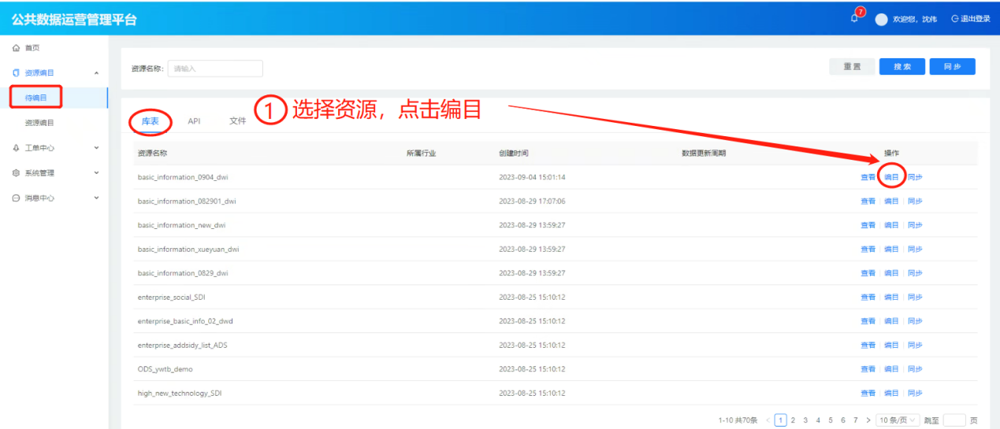 公共数据运营管理平台
7
欢迎您, 沈伟
退出登录
首页
资源编目
待编目
资源编目
工单中心
系统管理
消息中心
资源名称: 请输入
重置 搜索 同步
库表 API 文件
① 选择资源，点击编目
资源名称 所属行业 创建时间 数据更新周期 操作
basic_information_0904_dwi 2023-09-04 15:01:14 查看 编目 同步
basic_information_082901_dwi 2023-08-29 17:07:06 查看 编目 同步
basic_information_new_dwi 2023-08-29 13:59:27 查看 编目 同步
basic_information_xueyuan_dwi 2023-08-29 13:59:27 查看 编目 同步
basic_information_0829_dwi 2023-08-29 13:59:27 查看 编目 同步
enterprise_social_SDI 2023-08-25 15:10:12 查看 编目 同步
enterprise_basic_info_02_dwd 2023-08-25 15:10:12 查看 编目 同步
enterprise_addsidy_list_ADS 2023-08-25 15:10:12 查看 编目 同步
ODS_ywtb_demo 2023-08-25 15:10:12 查看 编目 同步
high_new_technology_SDI 2023-08-25 15:10:12 查看 编目 同步
1-10 共70条 < 1 2 3 4 5 6 7 > 10 条/页 跳至 页